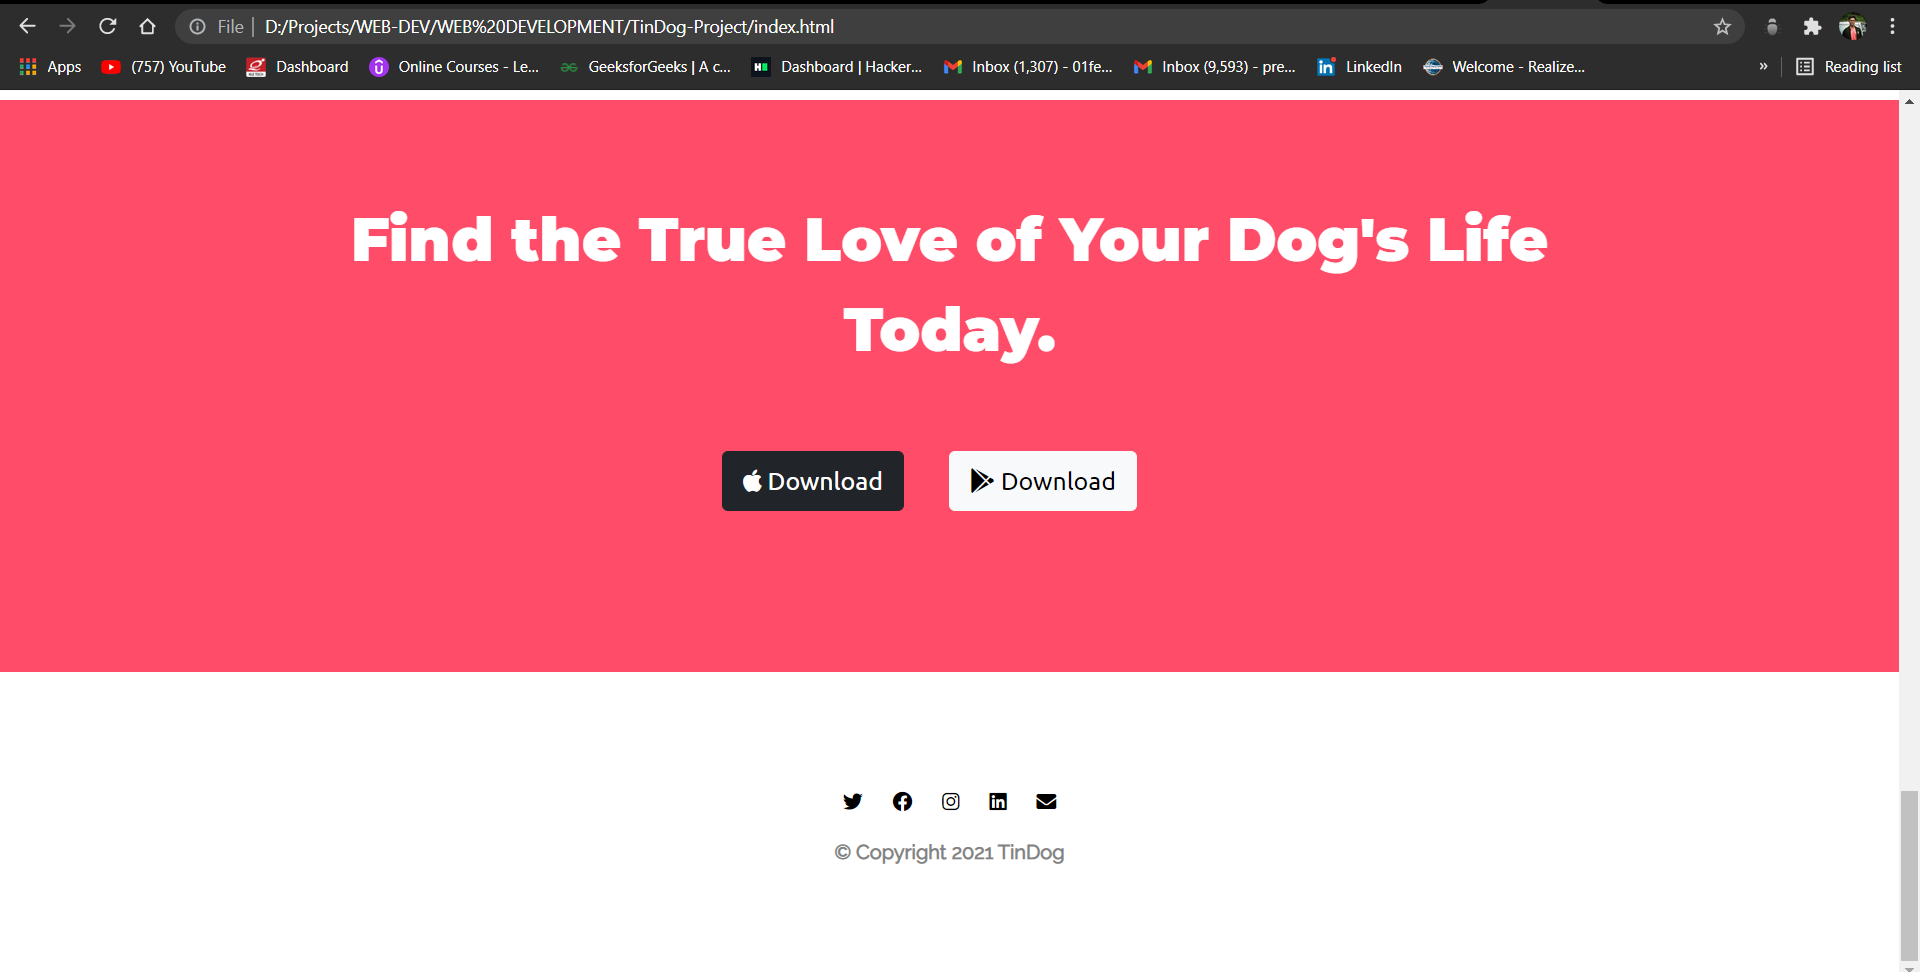 File | D:/Projects/WEB-DEV/WEB%20DEVELOPMENT/TinDog-Project/index.html
Apps (757) YouTube Dashboard Online Courses - Le... GeeksforGeeks | A c... Dashboard | Hacker... Inbox (1,307) - 01fe... Inbox (9,593) - pre... LinkedIn Welcome - Realize... » Reading list
Find the True Love of Your Dog's Life
Today.
Download Download
© Copyright 2021 TinDog